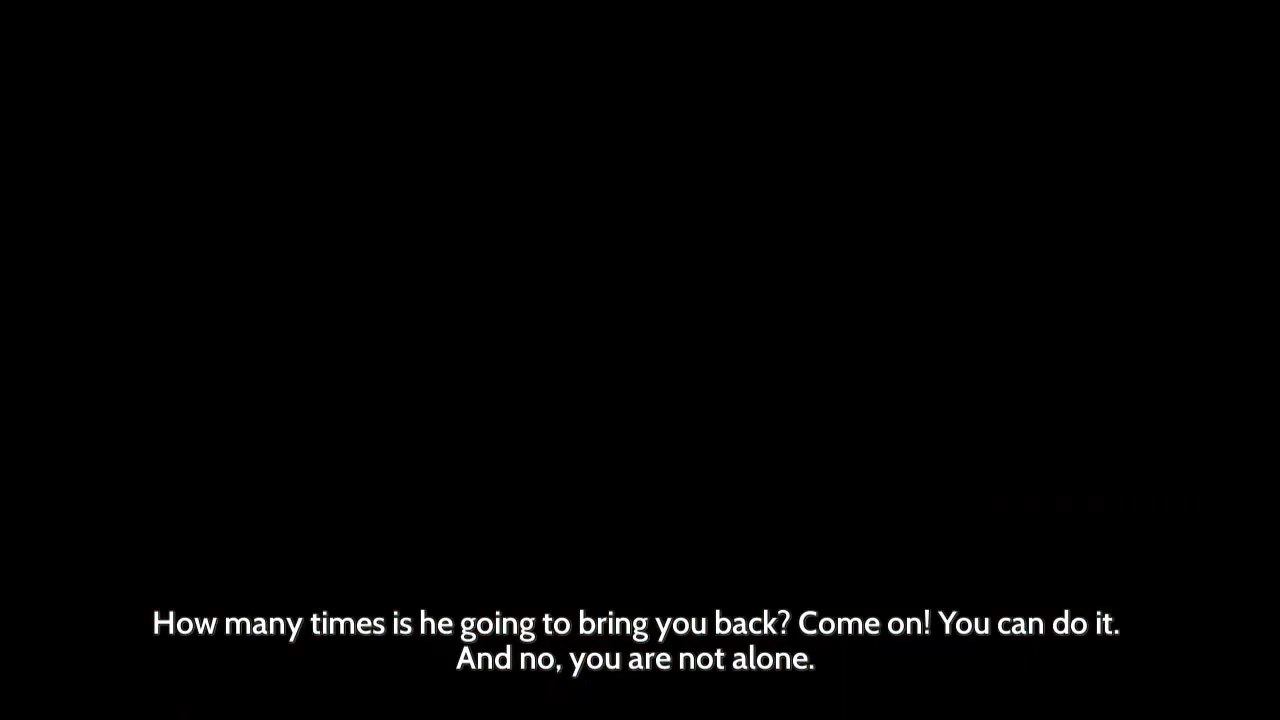 How many times is he going to bring you back? Come on! You can do it.
And no, you are not alone.